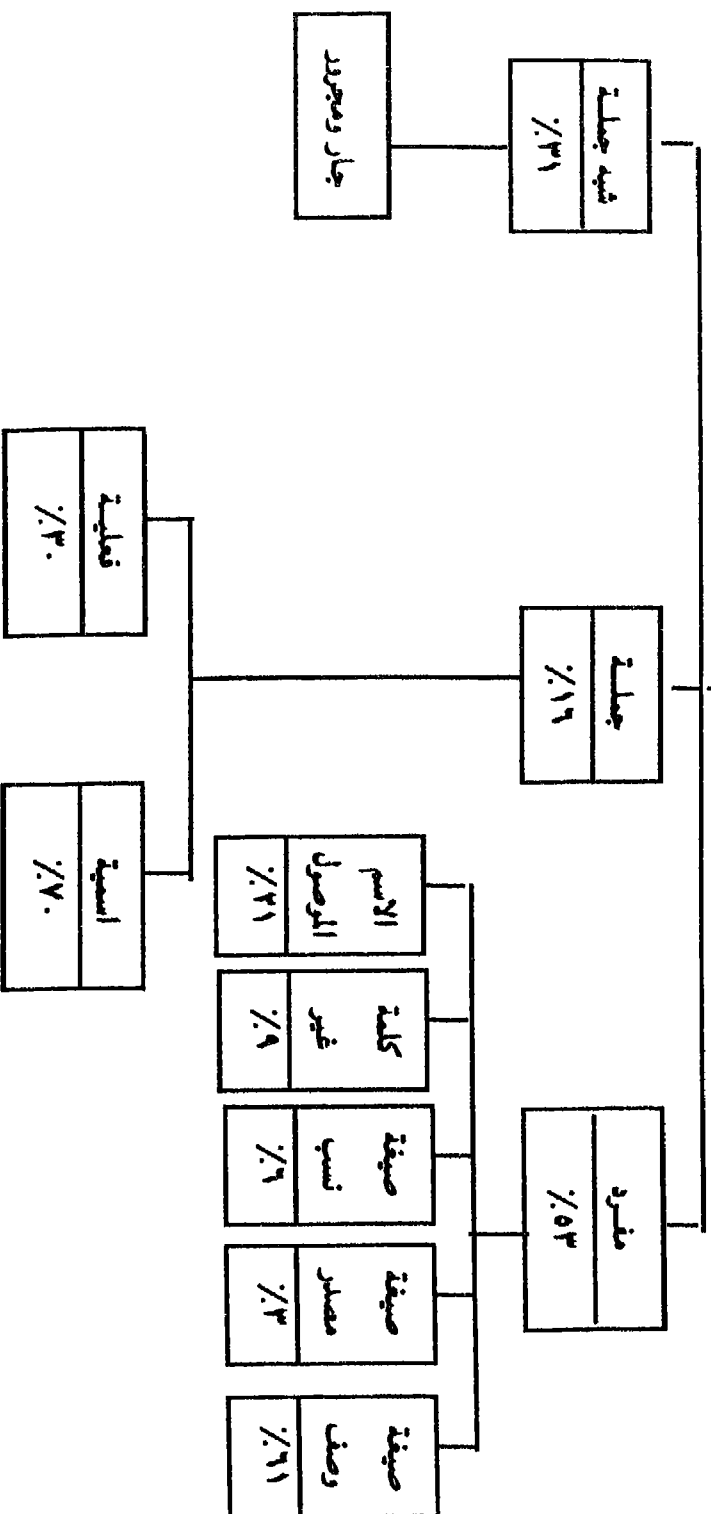 مفرد
٥٣٪
جملة
١٦٪
شبه جملة
٣١٪
جار ومجرور
صيغة
وصف
٦١٪
صيغة
مصدر
٣٪
صيغة
نسب
٦٪
كلمة
غير
٩٪
الاسم
الموصول
٢١٪
اسمية
٧٠٪
فعلية
٣٠٪